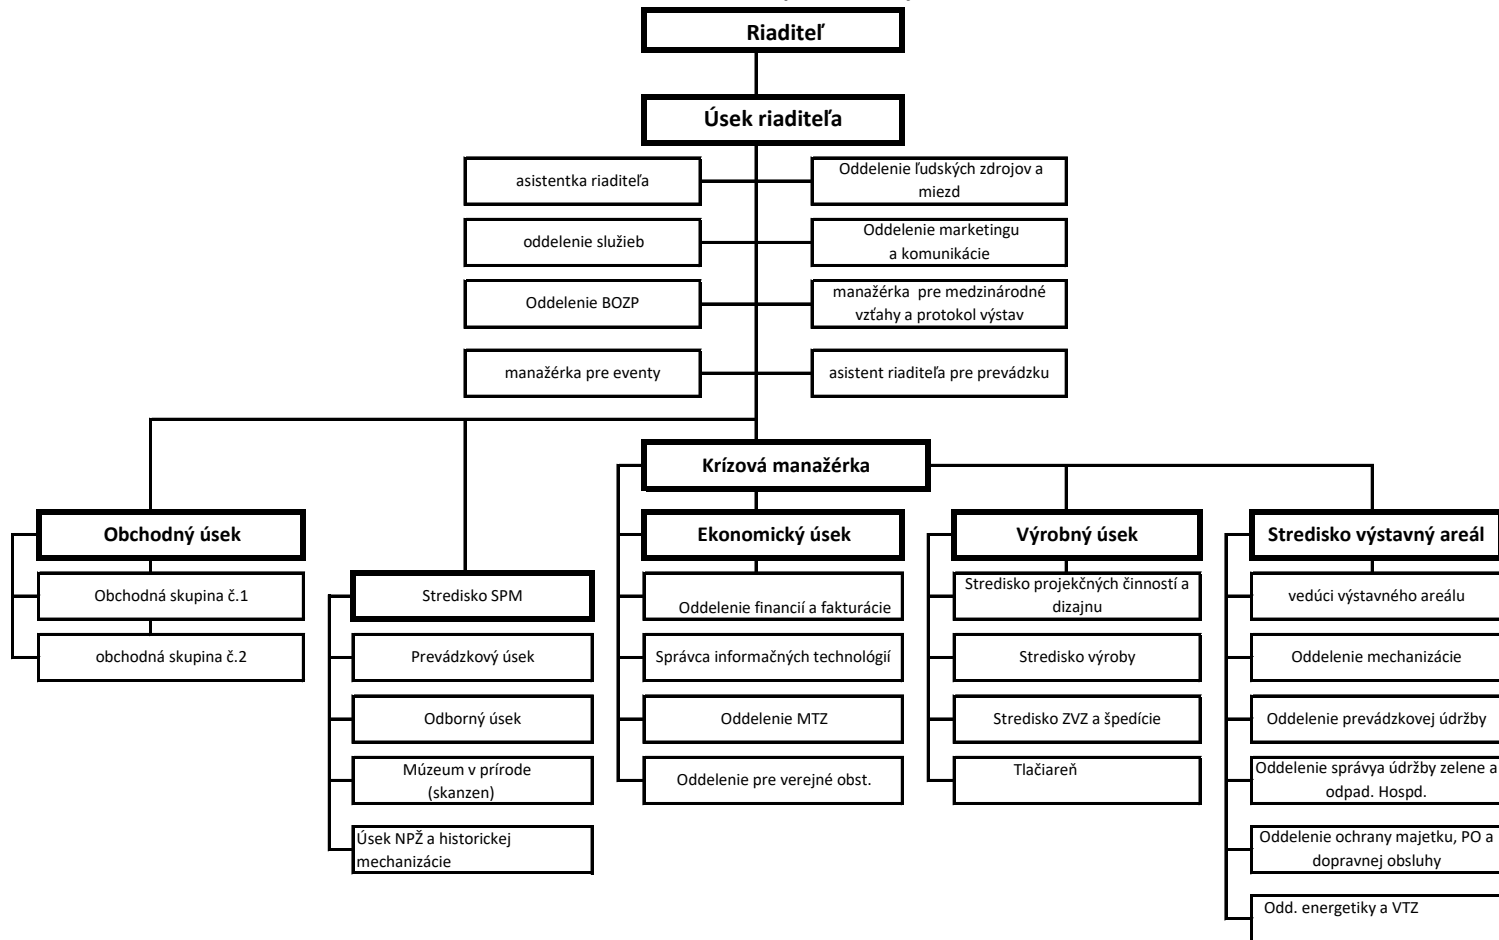 Riaditeľ
Úsek riaditeľa
asistentka riaditeľa
Oddelenie ľudských zdrojov a
miezd
oddelenie služieb
Oddelenie marketingu
a komunikácie
Oddelenie BOZP
manažérka pre medzinárodné
vzťahy a protokol výstav
manažérka pre eventy
asistent riaditeľa pre prevádzku
Krízová manažérka
Obchodný úsek
Ekonomický úsek
Výrobný úsek
Stredisko výstavný areál
Obchodná skupina č.1
obchodná skupina č.2
Stredisko SPM
Prevádzkový úsek
Odborný úsek
Múzeum v prírode
(skanzen)
Úsek NPŽ a historickej
mechanizácie
Oddelenie financií a fakturácie
Správca informačných technológií
Oddelenie MTZ
Oddelenie pre verejné obst.
Stredisko projekčných činností a
dizajnu
Stredisko výroby
Stredisko ZVZ a špedície
Tlačiareň
vedúci výstavného areálu
Oddelenie mechanizácie
Oddelenie prevádzkovej údržby
Oddelenie správya údržby zelene a
odpad. Hospd.
Oddelenie ochrany majetku, PO a
dopravnej obsluhy
Odd. energetiky a VTZ